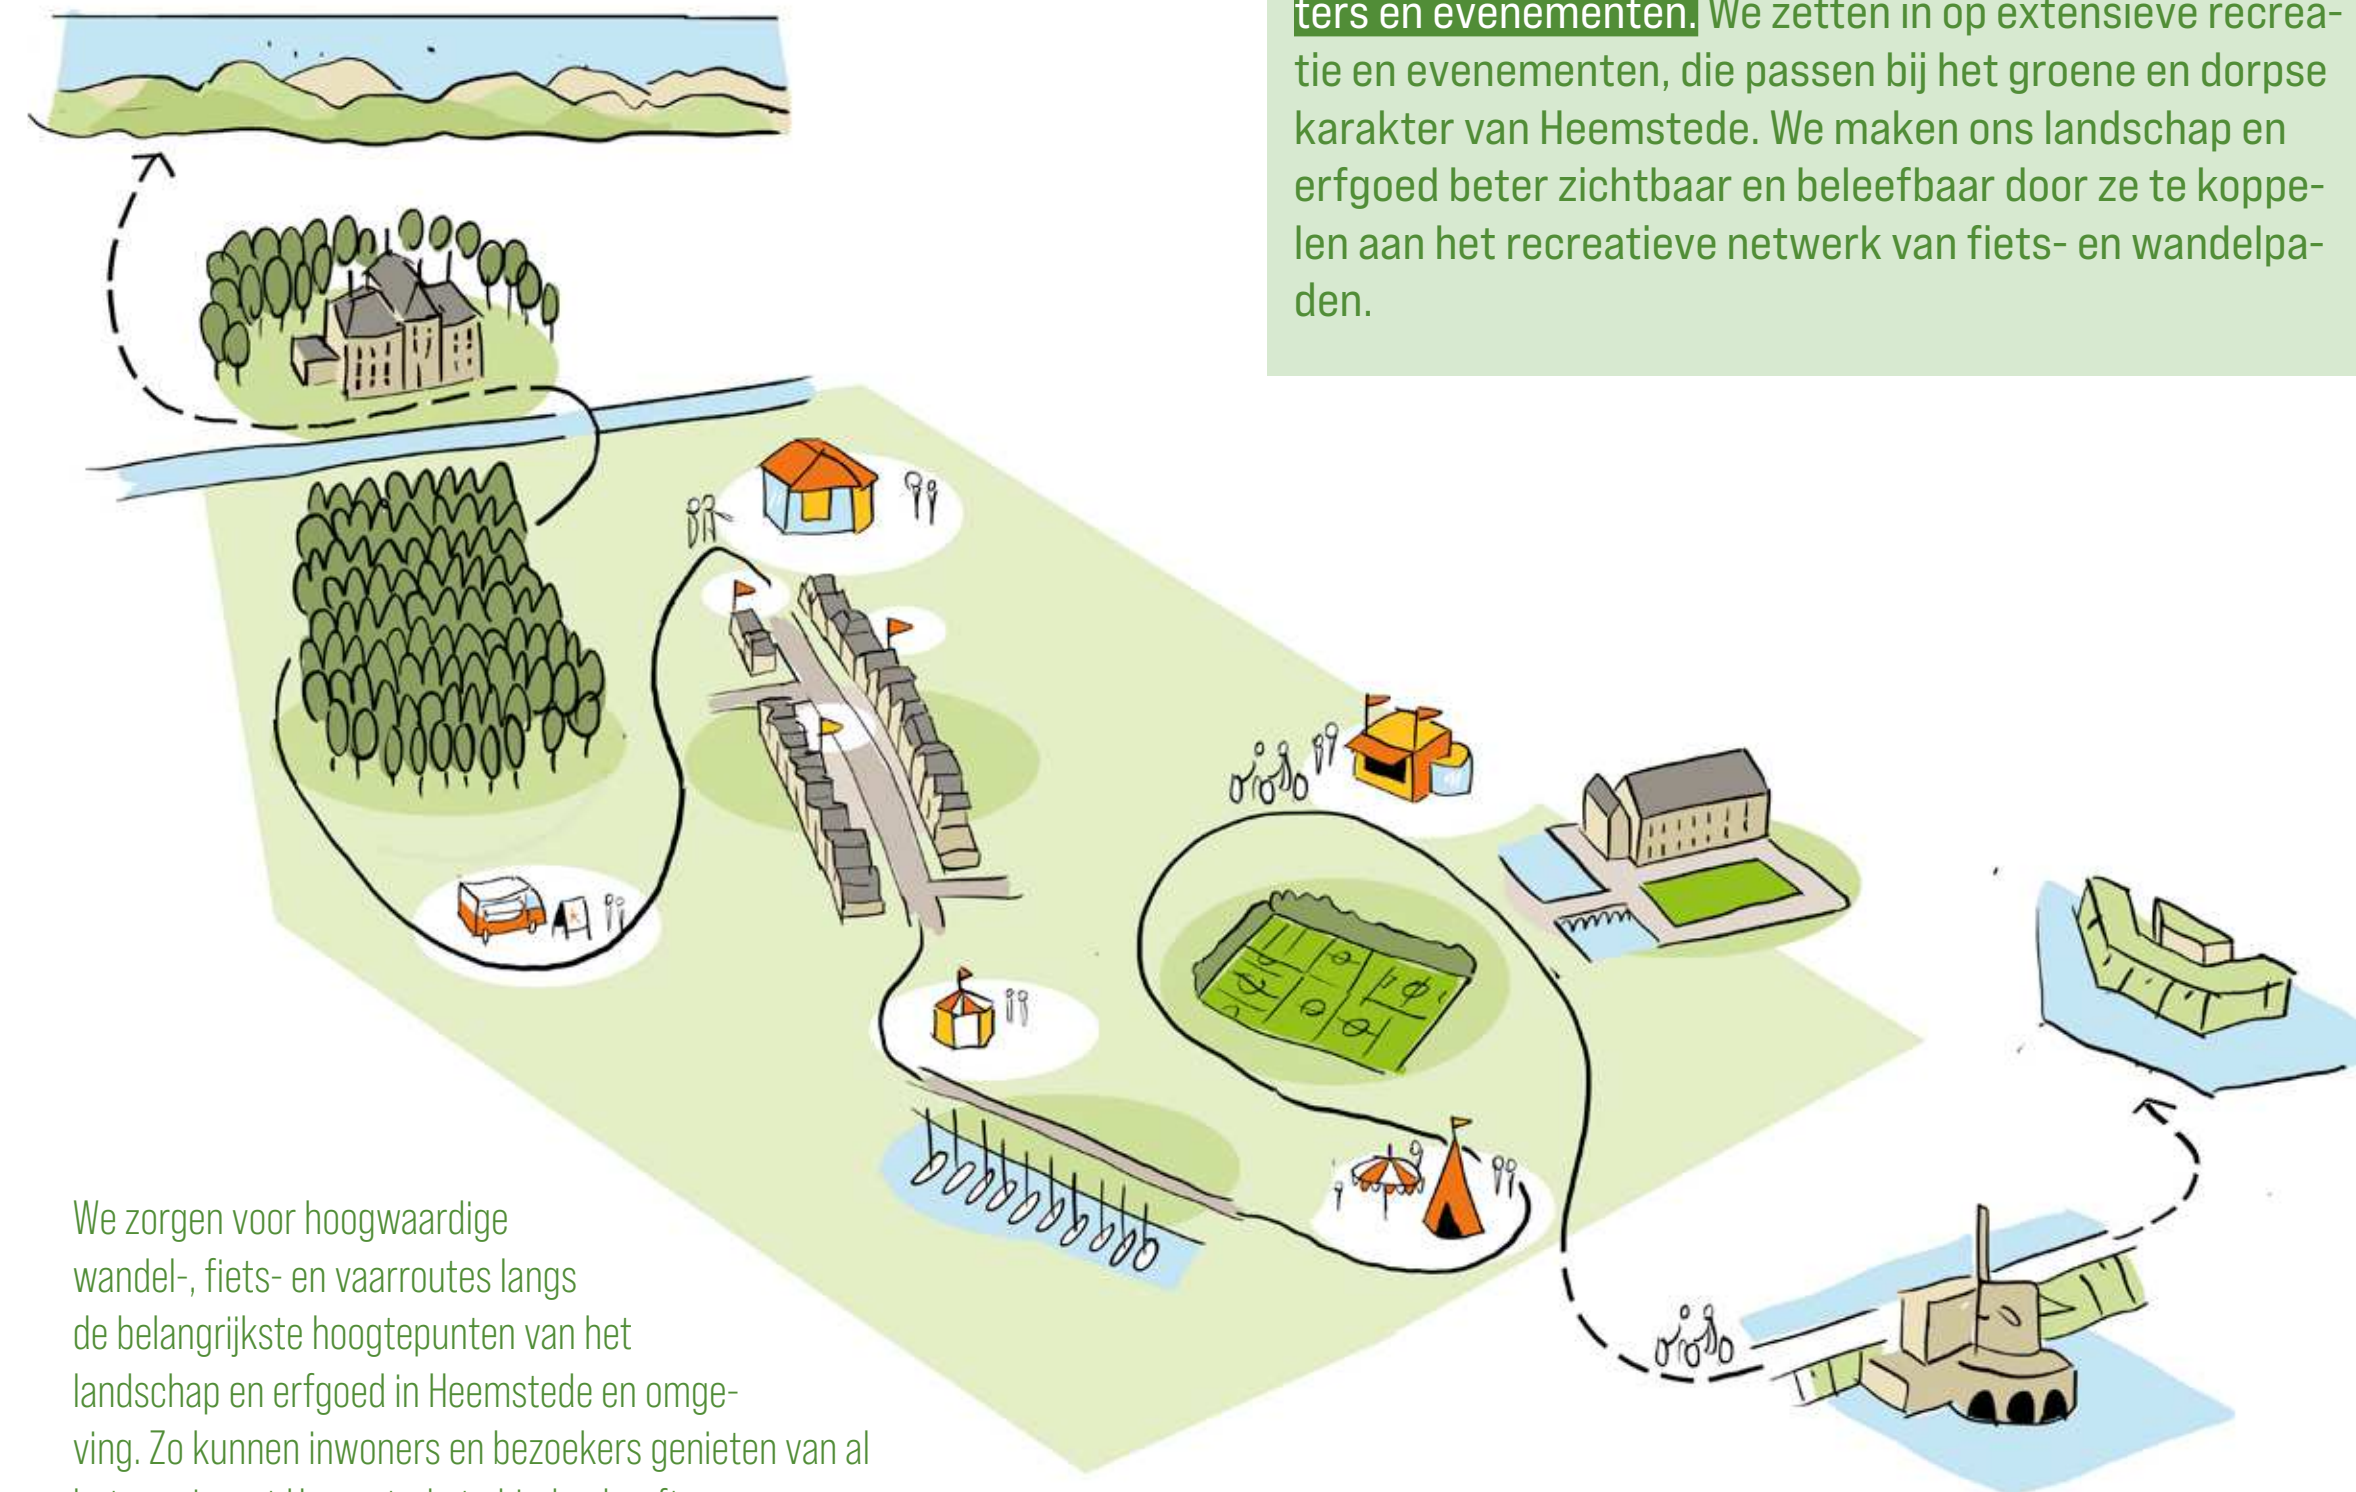 ters en evenementen. We zetten in op extensieve recrea-
tie en evenementen, die passen bij het groene en dorpse
karakter van Heemstede. We maken ons landschap en
erfgoed beter zichtbaar en beleefbaar door ze te koppe-
len aan het recreatieve netwerk van fiets- en wandelpa-
den.
We zorgen voor hoogwaardige
wandel-, fiets- en vaarroutes langs
de belangrijkste hoogtepunten van het
landschap en erfgoed in Heemstede en omge-
ving. Zo kunnen inwoners en bezoekers genieten van al